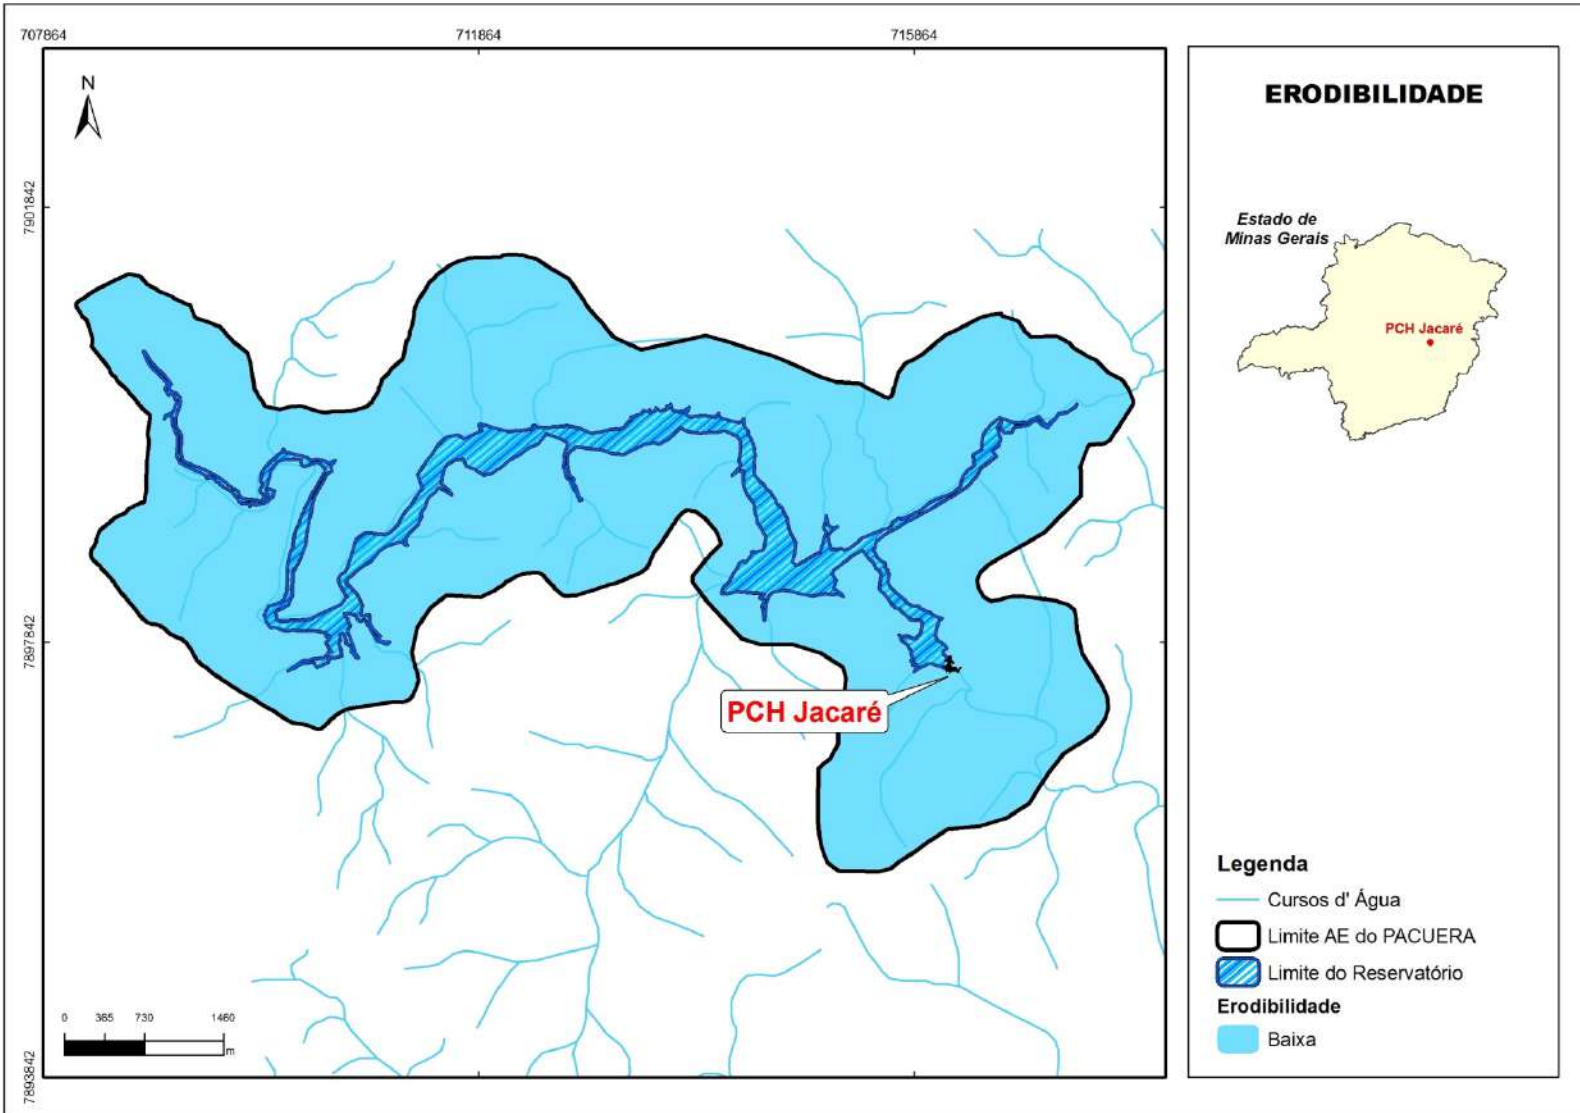 707864
711864
715864
N
7901842
7897842
7893842
PCH Jacaré
0 365 730 1460
m
ERODIBILIDADE
Estado de
Minas Gerais
PCH Jacaré
Legenda
Cursos d' Água
Limite AE do PACUERA
Limite do Reservatório
Erodibilidade
Baixa